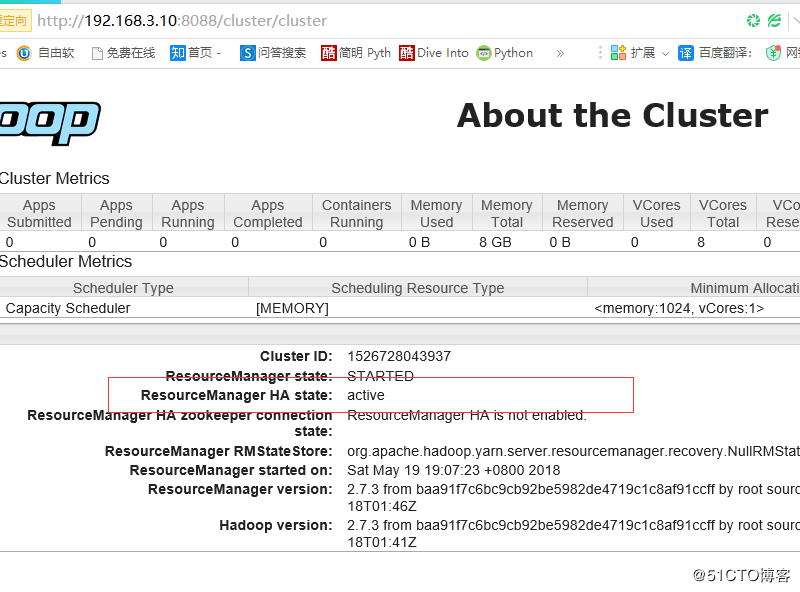 定向 http://192.168.3.10:8088/cluster/cluster
s 自由软 免费在线 知 首页 - S 问答搜索 酷 简明 Pyth 酷 Dive Into Python » 扩展 译 百度翻译:
oop About the Cluster
Cluster Metrics
Apps Submitted Apps Pending Apps Running Apps Completed Containers Running Memory Used Memory Total Memory Reserved VCores Used VCores Total VCo Rese
0 0 0 0 0 0 B 8 GB 0 B 0 8 0
Scheduler Metrics
Scheduler Type Scheduling Resource Type Minimum Allocati
Capacity Scheduler [MEMORY] <memory:1024, vCores:1>
Cluster ID: 1526728043937
ResourceManager state: STARTED
ResourceManager HA state: active
ResourceManager HA zookeeper connection state: ResourceManager HA is not enabled.
ResourceManager RMStateStore: org.apache.hadoop.yarn.server.resourcemanager.recovery.NullRMStat
ResourceManager started on: Sat May 19 19:07:23 +0800 2018
ResourceManager version: 2.7.3 from baa91f7c6bc9cb92be5982de4719c1c8af91ccff by root sourc
18T01:46Z
Hadoop version: 2.7.3 from baa91f7c6bc9cb92be5982de4719c1c8af91ccff by root sourc
18T01:41Z
@51CTO博客